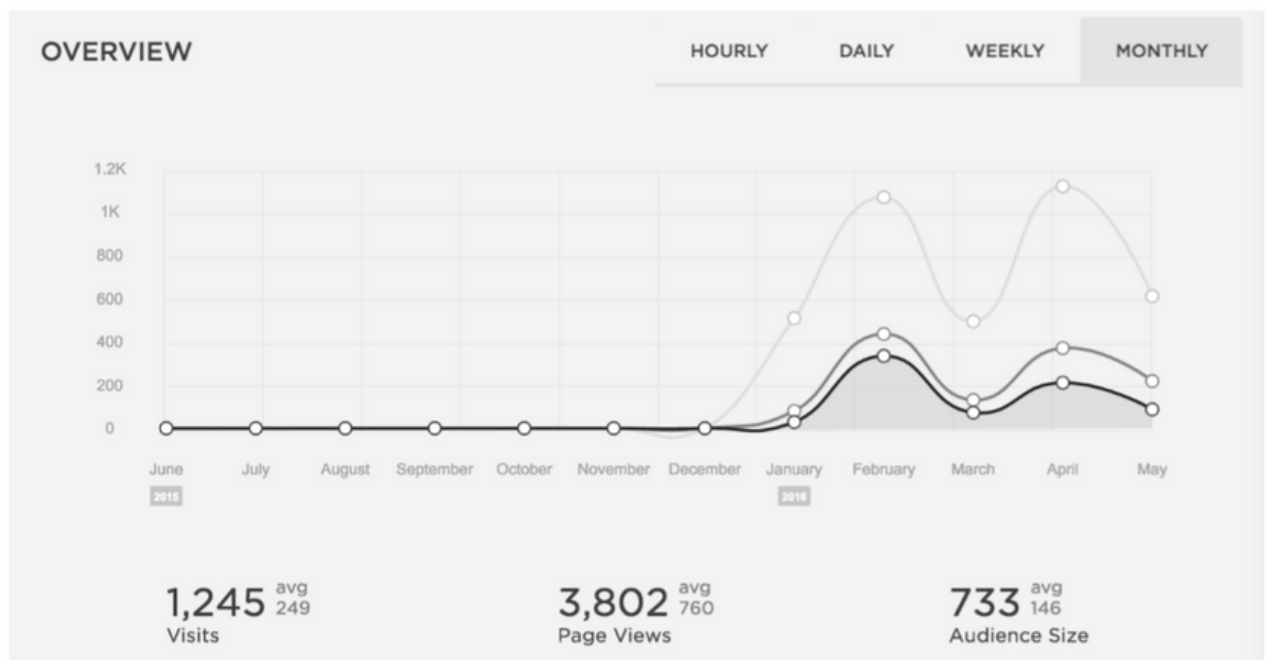 OVERVIEW
HOURLY DAILY WEEKLY MONTHLY
1.2K
1K
800
600
400
200
0
June July August September October November December January February March April May
2015 2016
1,245 avg 249
Visits
3,802 avg 760
Page Views
733 avg 146
Audience Size